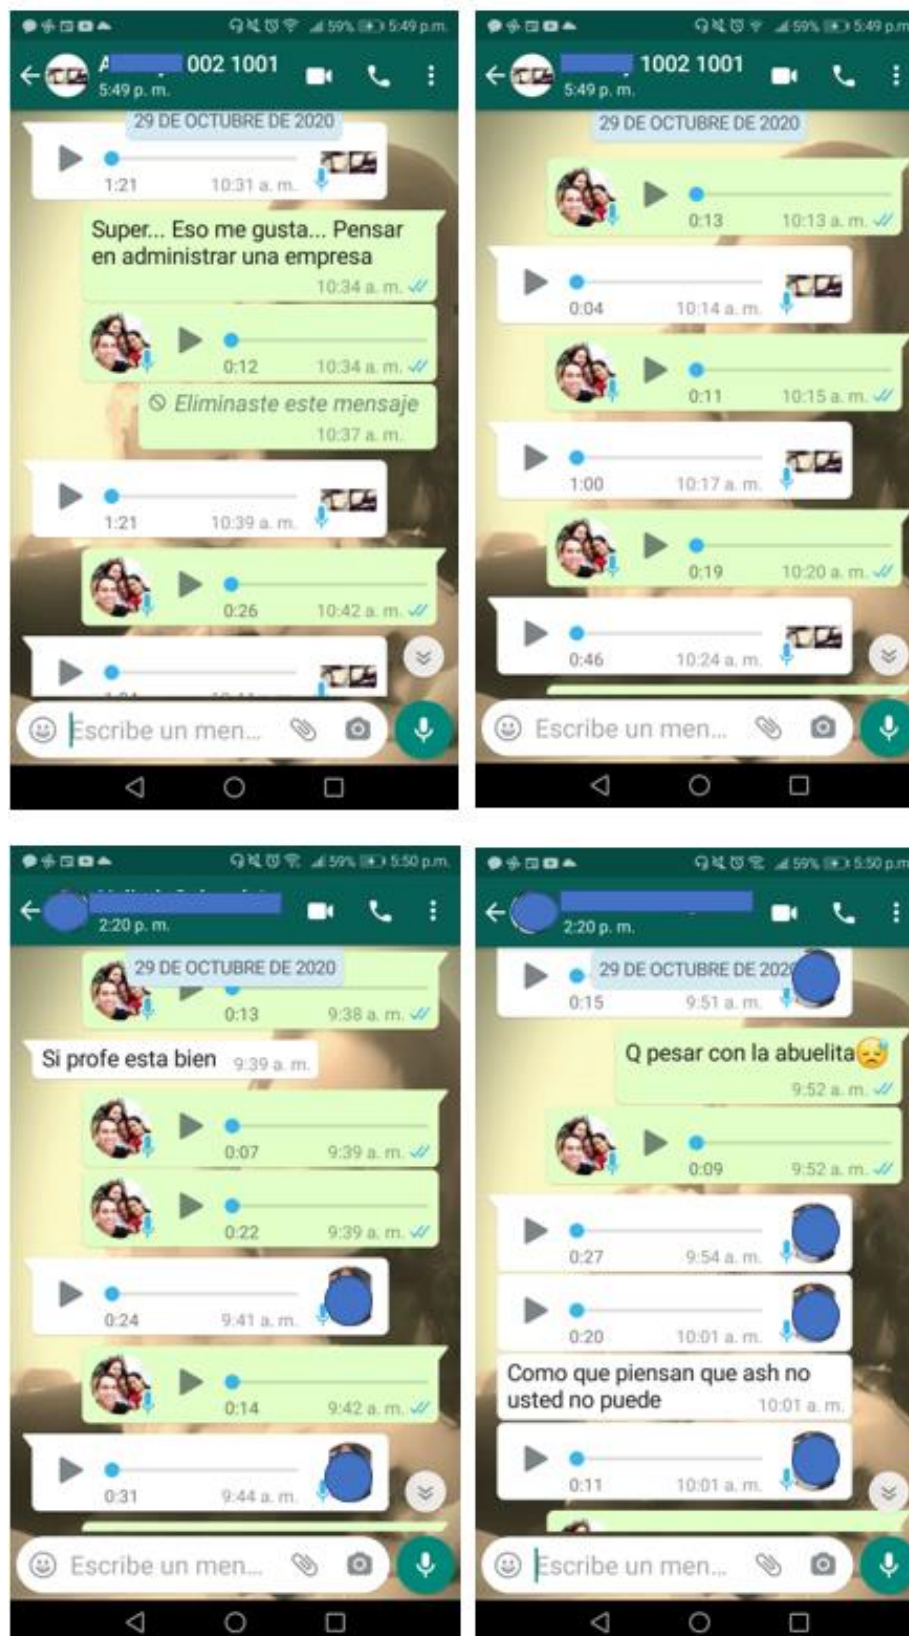 59% 5:49 p.m.
A 002 1001
5:49 p. m.
29 DE OCTUBRE DE 2020
1:21 10:31 a. m.
Super... Eso me gusta... Pensar
en administrar una empresa
10:34 a. m.
0:12 10:34 a. m.
Eliminaste este mensaje
10:37 a. m.
1:21 10:39 a. m.
0:26 10:42 a. m.
Escribe un men...
59% 5:49 p.m.
1002 1001
5:49 p. m.
29 DE OCTUBRE DE 2020
0:13 10:13 a. m.
0:04 10:14 a. m.
0:11 10:15 a. m.
1:00 10:17 a. m.
0:19 10:20 a. m.
0:46 10:24 a. m.
Escribe un men...
59% 5:50 p.m.
2:20 p. m.
29 DE OCTUBRE DE 2020
0:13 9:38 a. m.
Si profe esta bien 9:39 a. m.
0:07 9:39 a. m.
0:22 9:39 a. m.
0:24 9:41 a. m.
0:14 9:42 a. m.
0:31 9:44 a. m.
Escribe un men...
59% 5:50 p.m.
2:20 p. m.
29 DE OCTUBRE DE 202
0:15 9:51 a. m.
Q pesar con la abuelita😓
9:52 a. m.
0:09 9:52 a. m.
0:27 9:54 a. m.
0:20 10:01 a. m.
Como que piensan que ash no
usted no puede 10:01 a. m.
0:11 10:01 a. m.
Escribe un men...